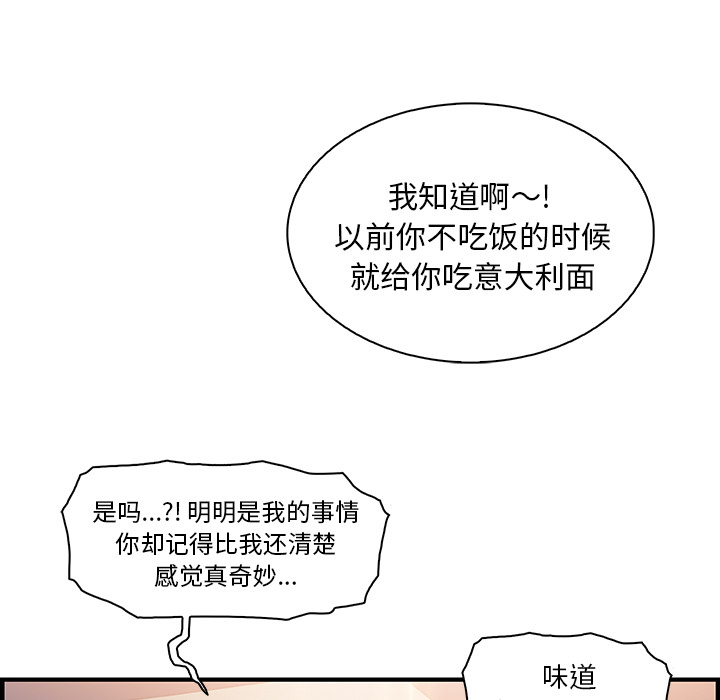 我知道啊～!
以前你不吃饭的时候
就给你吃意大利面
是吗...?! 明明是我的事情
你却记得比我还清楚
感觉真奇妙...
味道